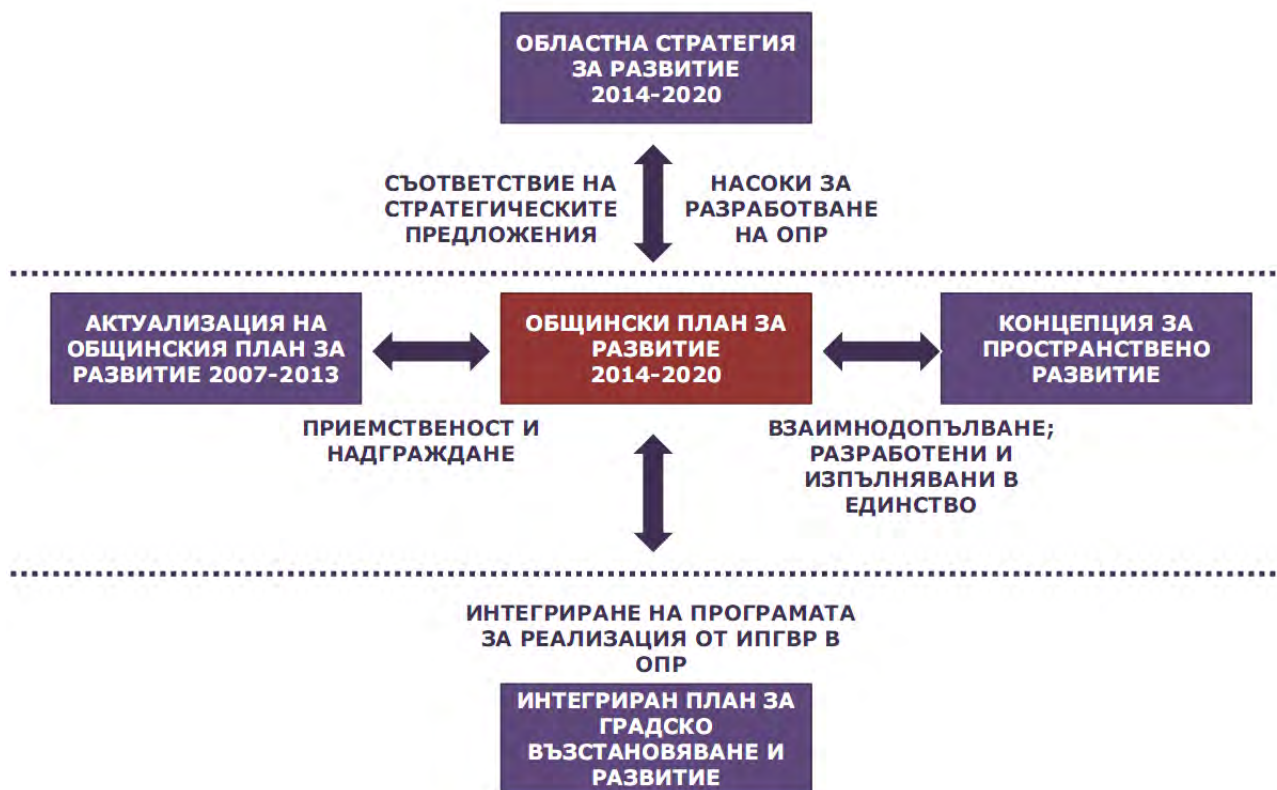 ОБЛАСТНА СТРАТЕГИЯ
ЗА РАЗВИТИЕ
2014-2020
СЪОТВЕТСТВИЕ НА
СТРАТЕГИЧЕСКИТЕ
ПРЕДЛОЖЕНИЯ
НАСОКИ ЗА
РАЗРАБОТВАНЕ
НА ОПР
АКТУАЛИЗАЦИЯ НА
ОБЩИНСКИЯ ПЛАН ЗА
РАЗВИТИЕ 2007-2013
ОБЩИНСКИ ПЛАН ЗА
РАЗВИТИЕ
2014-2020
КОНЦЕПЦИЯ ЗА
ПРОСТРАНСТВЕНО
РАЗВИТИЕ
ПРИЕМСТВЕНОСТ И
НАДГРАЖДАНЕ
ВЗАИМНОДОПЪЛВАНЕ;
РАЗРАБОТЕНИ И
ИЗПЪЛНЯВАНИ В
ЕДИНСТВО
ИНТЕГРИРАНЕ НА ПРОГРАМАТА
ЗА РЕАЛИЗАЦИЯ ОТ ИПГВР В
ОПР
ИНТЕГРИРАН ПЛАН ЗА
ГРАДСКО
ВЪЗСТАНОВЯВАНЕ И
РАЗВИТИЕ